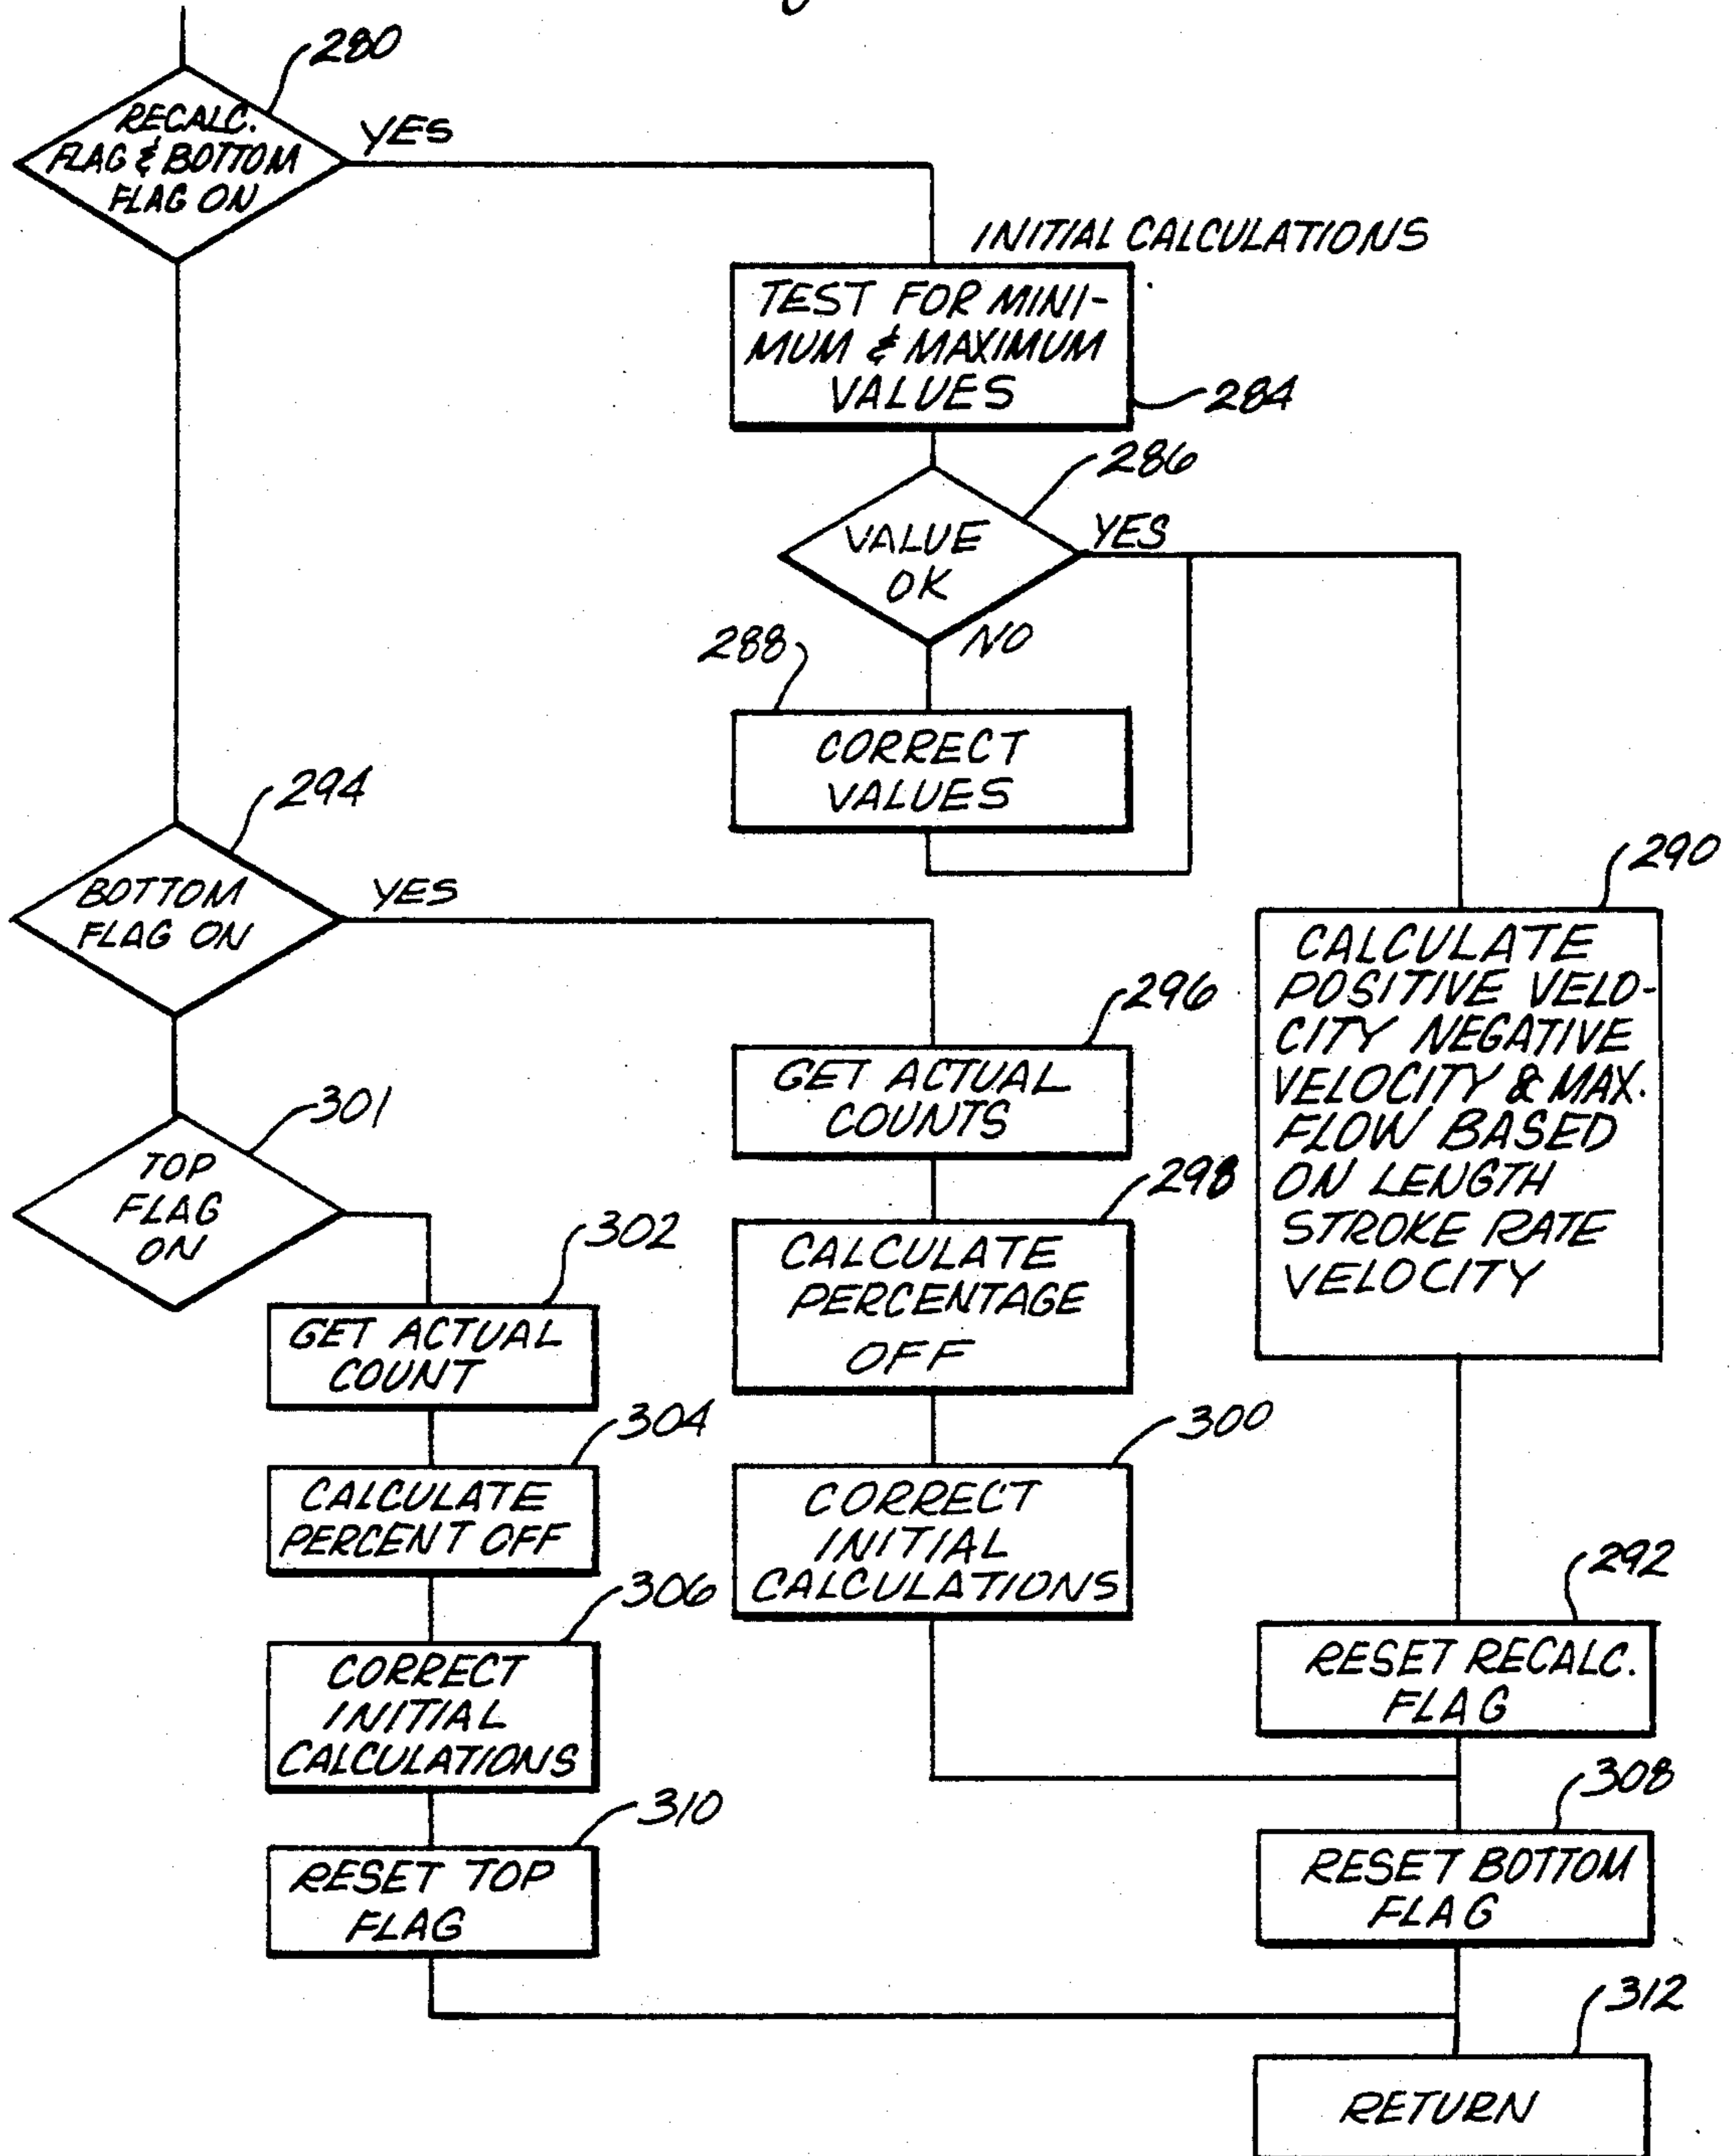 280
RECALC.
FLAG & BOTTOM
FLAG ON
YES
INITIAL CALCULATIONS
TEST FOR MINI-
MUM & MAXIMUM
VALUES
284
286
VALUE
OK
YES
NO
288
CORRECT
VALUES
294
BOTTOM
FLAG ON
YES
290
CALCULATE
POSITIVE VELO-
CITY NEGATIVE
VELOCITY & MAX.
FLOW BASED
ON LENGTH
STROKE RATE
VELOCITY
296
GET ACTUAL
COUNTS
301
TOP
FLAG
ON
298
CALCULATE
PERCENTAGE
OFF
302
GET ACTUAL
COUNT
304
CALCULATE
PERCENT OFF
300
CORRECT
INITIAL
CALCULATIONS
306
CORRECT
INITIAL
CALCULATIONS
292
RESET RECALC.
FLAG
310
RESET TOP
FLAG
308
RESET BOTTOM
FLAG
312
RETURN